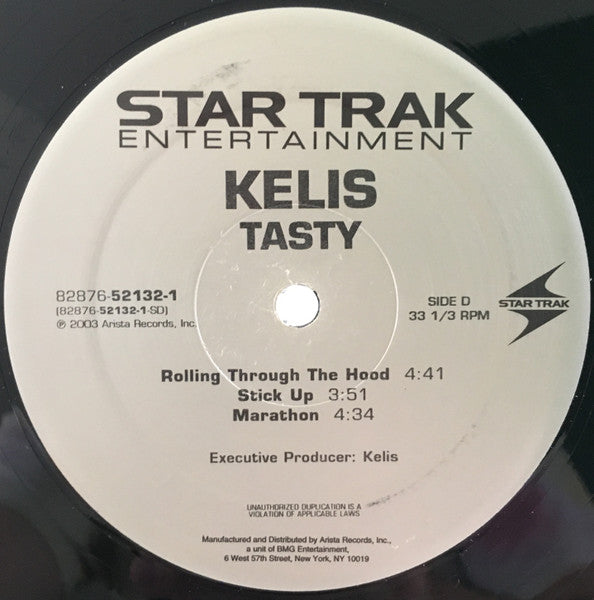 STAR TRAK
ENTERTAINMENT
KELIS
TASTY
82876-52132-1
(82876-52132-1-SD)
℗ 2003 Arista Records, Inc.
SIDE D
33 1/3 RPM
STAR TRAK
Rolling Through The Hood 4:41
Stick Up 3:51
Marathon 4:34
Executive Producer: Kelis
UNAUTHORIZED DUPLICATION IS A
VIOLATION OF APPLICABLE LAWS
Manufactured and Distributed by Arista Records, Inc.,
a unit of BMG Entertainment,
6 West 57th Street, New York, NY 10019